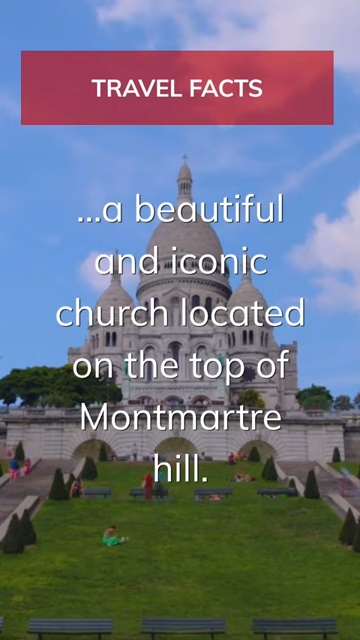 TRAVEL FACTS
...a beautiful
and iconic
church located
on the top of
Montmartre
hill.